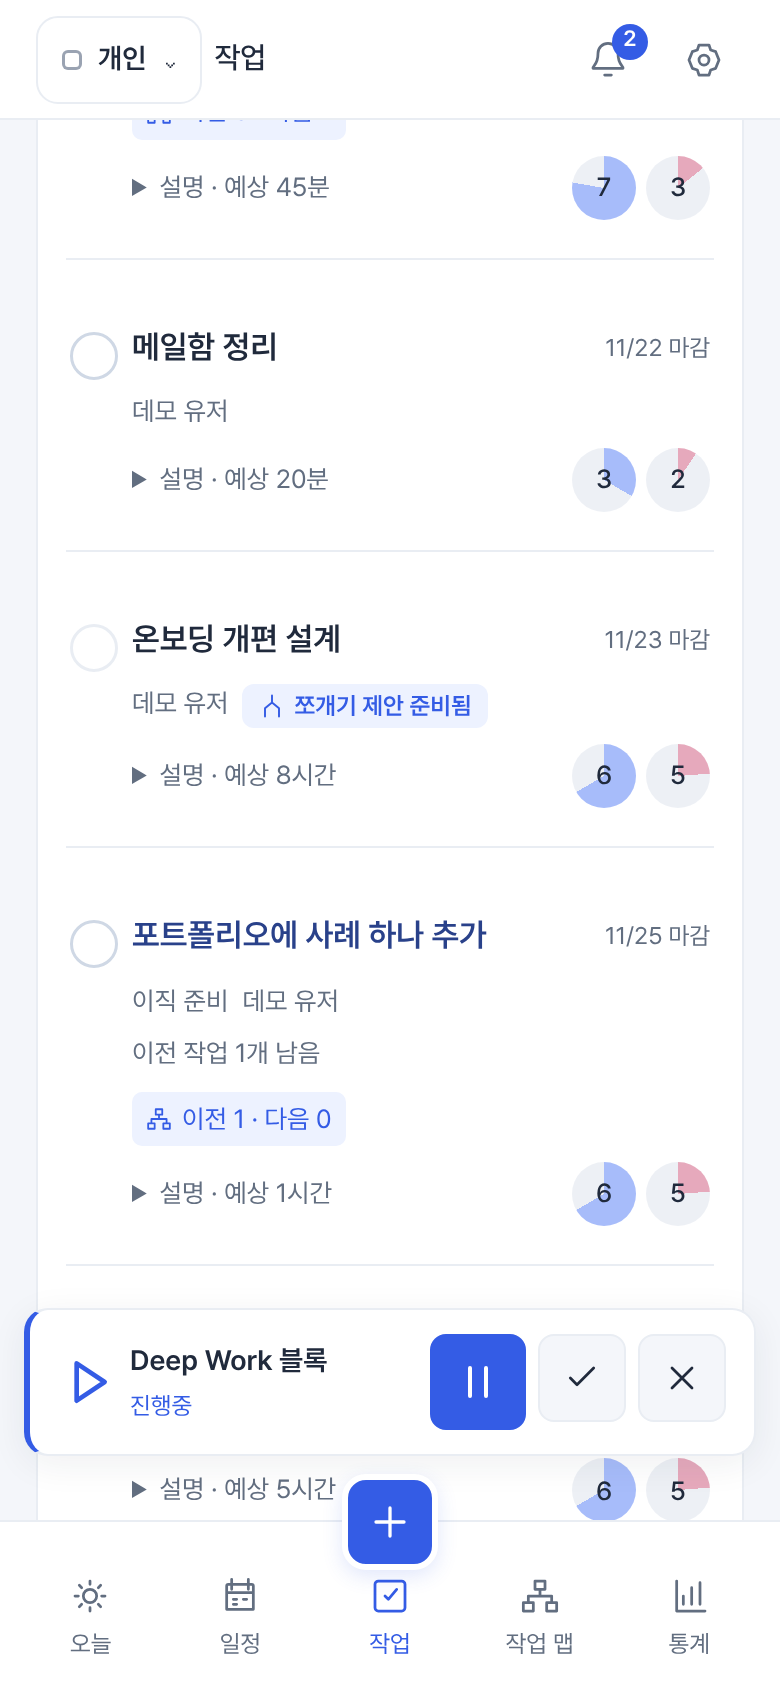 개인 작업 2
설명 · 예상 45분 7 3
메일함 정리 11/22 마감
데모 유저
설명 · 예상 20분 3 2
온보딩 개편 설계 11/23 마감
데모 유저 쪼개기 제안 준비됨
설명 · 예상 8시간 6 5
포트폴리오에 사례 하나 추가 11/25 마감
이직 준비 데모 유저
이전 작업 1개 남음
이전 1 · 다음 0
설명 · 예상 1시간 6 5
Deep Work 블록
진행중
설명 · 예상 5시간 6 5
오늘 일정 작업 작업 맵 통계